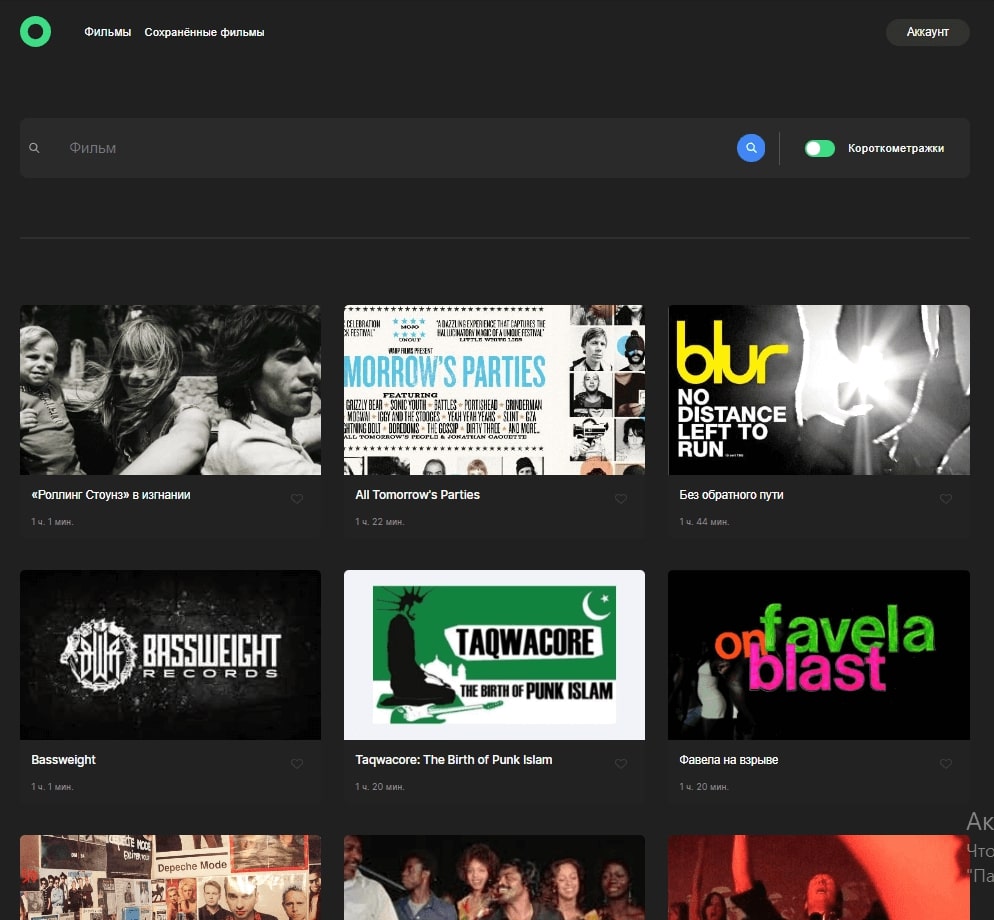 Фильмы Сохранённые фильмы Аккаунт
Фильм Короткометражки
CELEBRATION
CK FESTIVAL"
MOJO
UNCUT
"A DAZZLING EXPERIENCE THAT CAPTURES THE
HALLUCINATORY MAGIC OF A UNIQUE FESTIVAL"
LITTLE WHITE LIES
WARP FILMS PRESENT
MORROW'S PARTIES
FEATURING
GRIZZLY BEAR SONIC YOUTH BATTLES PORTISHEAD GRINDERMAN
MOGWAI IGGY AND THE STOOGES YEAH YEAH YEAHS SLINT GZA
HTNING BOLT BOREDOMS THE GOSSIP DIRTY THREE AND MORE...
ALL TOMORROW'S PEOPLE & JONATHAN CAOUETTE
blur
NO
DISTANCE
LEFT TO
RUN
«Роллинг Стоунз» в изгнании
1 ч. 1 мин.
All Tomorrow's Parties
1 ч. 22 мин.
Без обратного пути
1 ч. 44 мин.
BWR
BASSWEIGHT
RECORDS
TAQWACORE
THE BIRTH OF PUNK ISLAM
on favela
blast
Bassweight
1 ч. 1 мин.
Taqwacore: The Birth of Punk Islam
1 ч. 20 мин.
Фавела на взрыве
1 ч. 20 мин.
DEPECHE MODE
Depeche Mode
Ак
Что
"Па